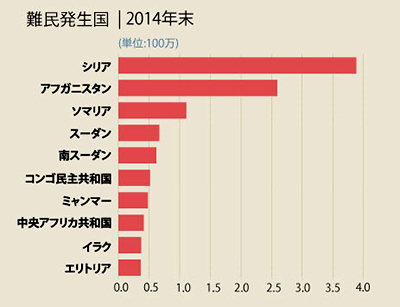 難民発生国 | 2014年末
(単位:100万)
シリア
アフガニスタン
ソマリア
スーダン
南スーダン
コンゴ民主共和国
ミャンマー
中央アフリカ共和国
イラク
エリトリア
0.0 0.5 1.0 1.5 2.0 2.5 3.0 3.5 4.0